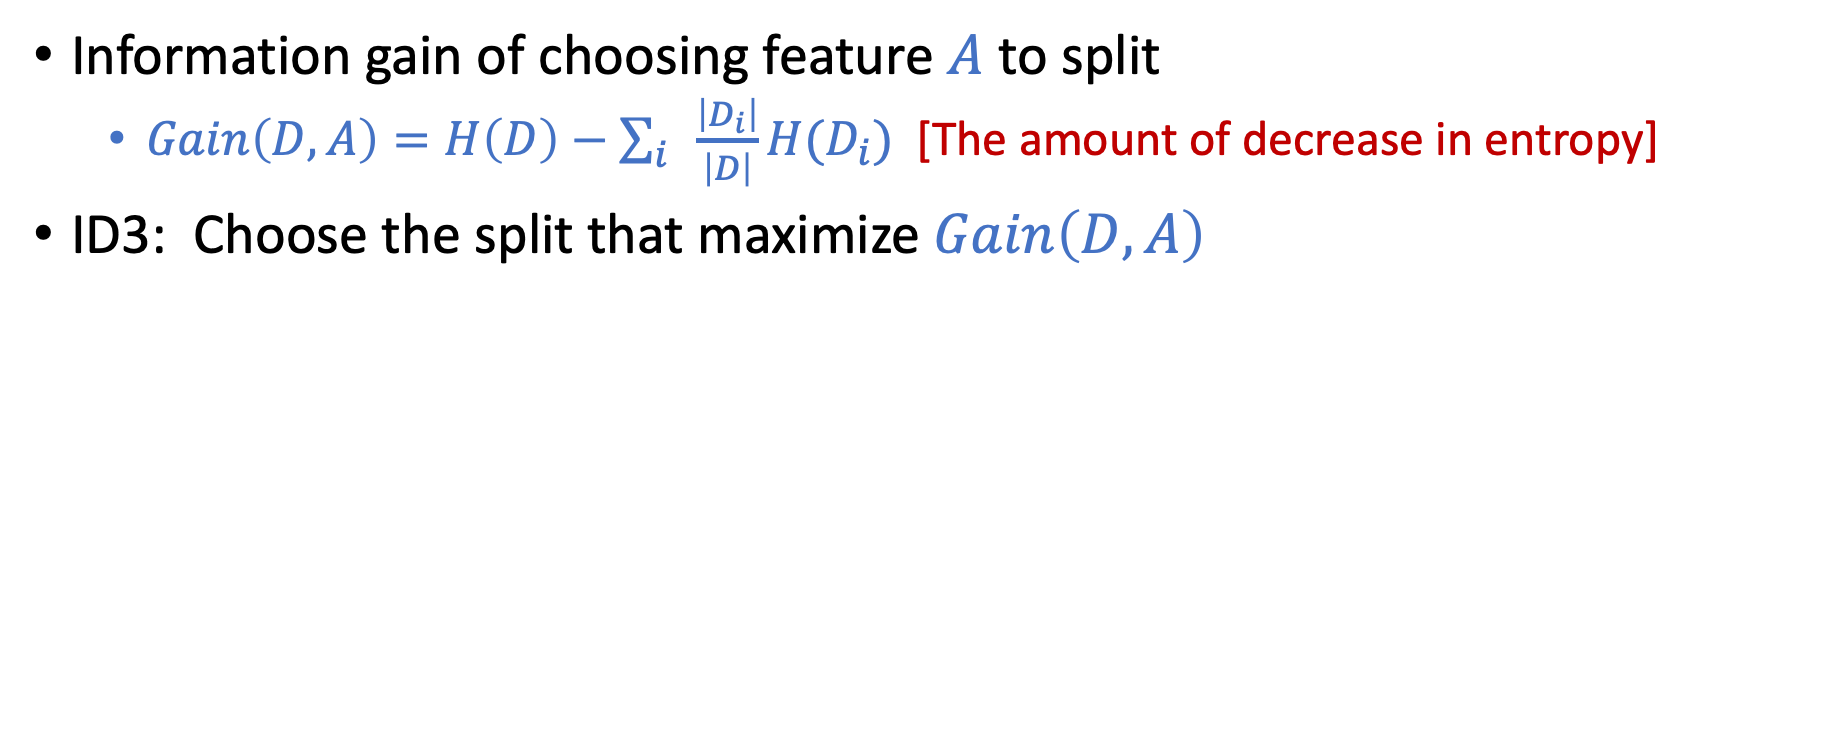 • Information gain of choosing feature A to split
• Gain(D, A) = H(D) − ∑ᵢ |Dᵢ|/|D| H(Dᵢ) [The amount of decrease in entropy]
• ID3: Choose the split that maximize Gain(D, A)